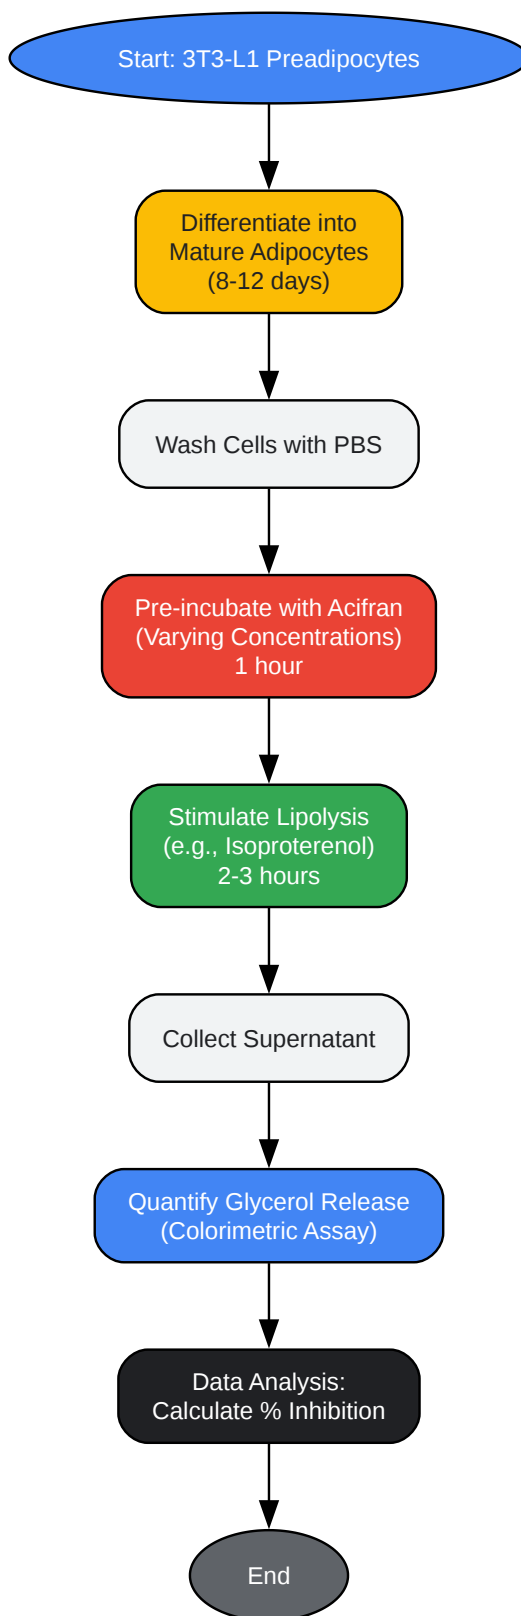 Start: 3T3-L1 Preadipocytes
Differentiate into
Mature Adipocytes
(8-12 days)
Wash Cells with PBS
Pre-incubate with Acifran
(Varying Concentrations)
1 hour
Stimulate Lipolysis
(e.g., Isoproterenol)
2-3 hours
Collect Supernatant
Quantify Glycerol Release
(Colorimetric Assay)
Data Analysis:
Calculate % Inhibition
End